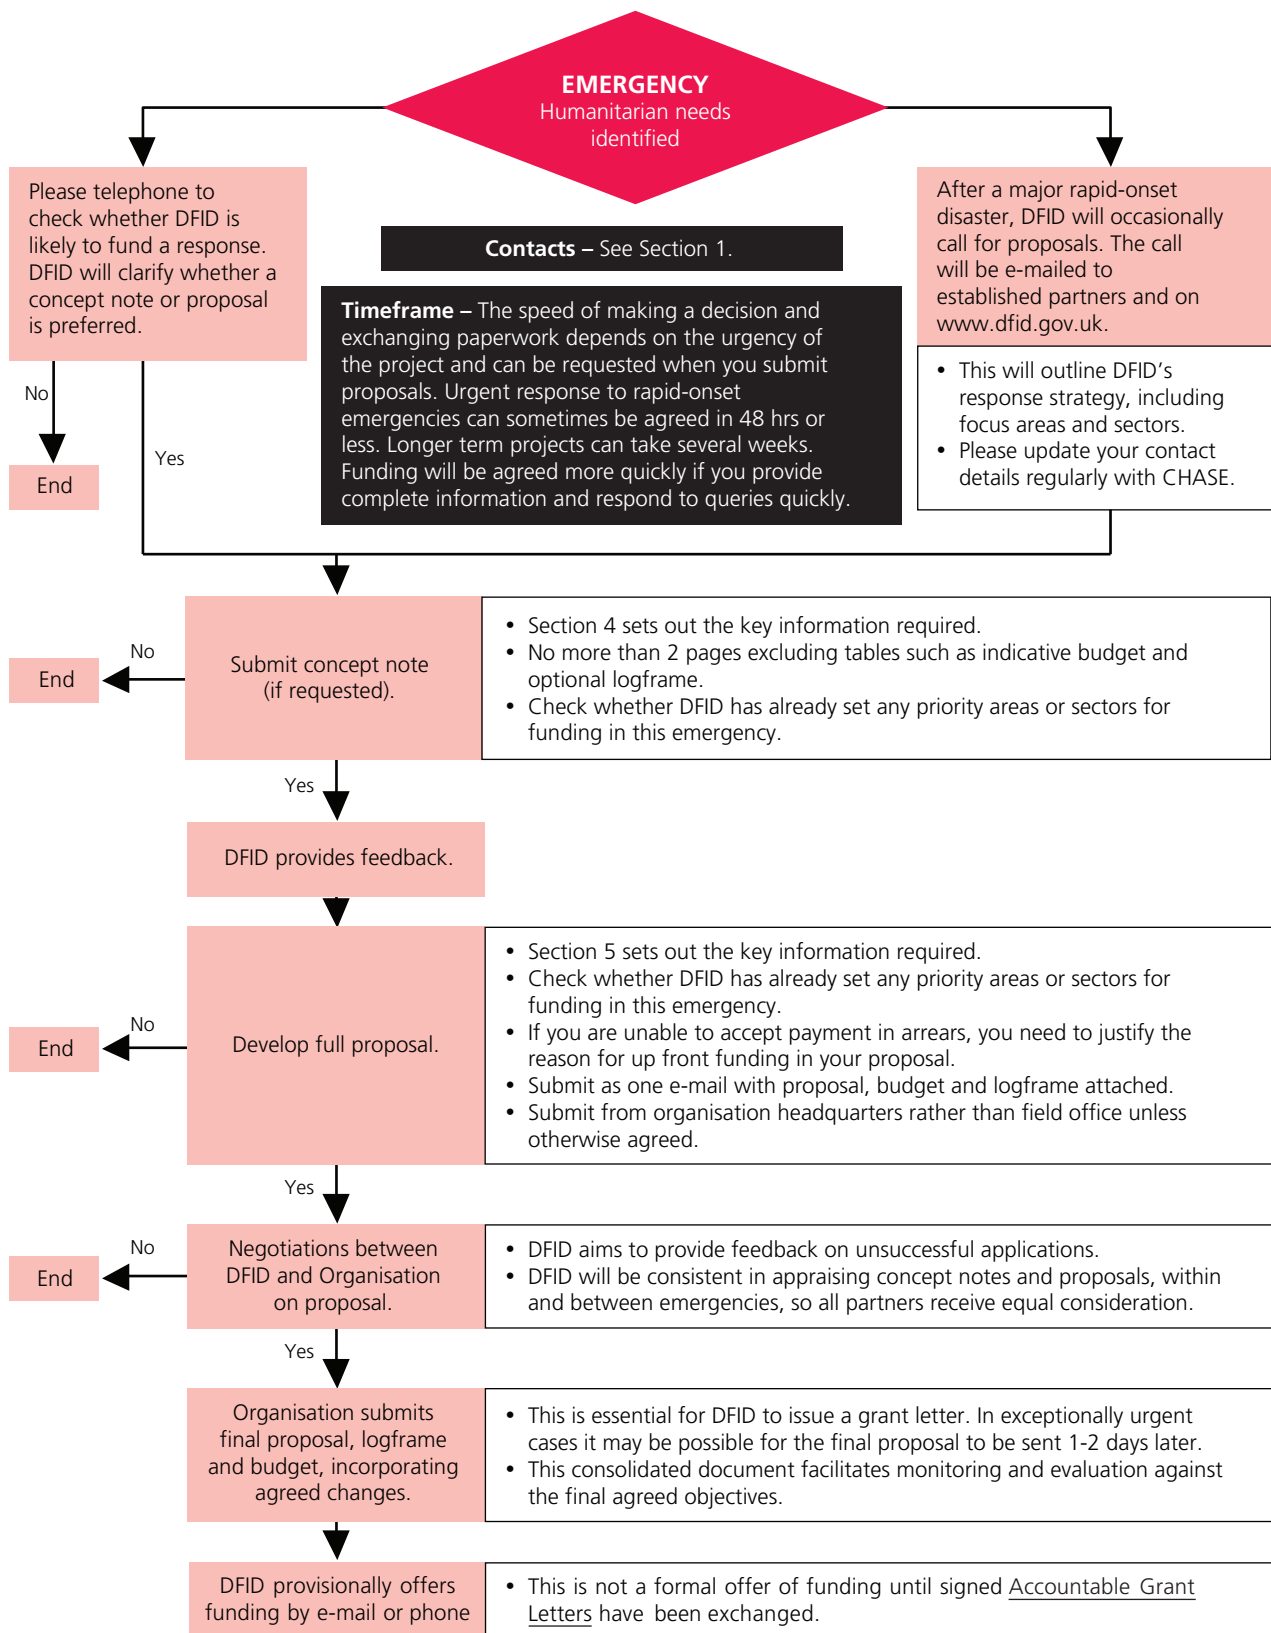 EMERGENCY
Humanitarian needs
identified
Please telephone to
check whether DFID is
likely to fund a response.
DFID will clarify whether a
concept note or proposal
is preferred.
No
End
Yes
Contacts – See Section 1.
Timeframe – The speed of making a decision and
exchanging paperwork depends on the urgency of
the project and can be requested when you submit
proposals. Urgent response to rapid-onset
emergencies can sometimes be agreed in 48 hrs or
less. Longer term projects can take several weeks.
Funding will be agreed more quickly if you provide
complete information and respond to queries quickly.
After a major rapid-onset
disaster, DFID will occasionally
call for proposals. The call
will be e-mailed to
established partners and on
www.dfid.gov.uk.
• This will outline DFID's
response strategy, including
focus areas and sectors.
• Please update your contact
details regularly with CHASE.
No
End
Submit concept note
(if requested).
• Section 4 sets out the key information required.
• No more than 2 pages excluding tables such as indicative budget and
optional logframe.
• Check whether DFID has already set any priority areas or sectors for
funding in this emergency.
Yes
DFID provides feedback.
No
End
Develop full proposal.
• Section 5 sets out the key information required.
• Check whether DFID has already set any priority areas or sectors for
funding in this emergency.
• If you are unable to accept payment in arrears, you need to justify the
reason for up front funding in your proposal.
• Submit as one e-mail with proposal, budget and logframe attached.
• Submit from organisation headquarters rather than field office unless
otherwise agreed.
Yes
No
End
Negotiations between
DFID and Organisation
on proposal.
• DFID aims to provide feedback on unsuccessful applications.
• DFID will be consistent in appraising concept notes and proposals, within
and between emergencies, so all partners receive equal consideration.
Yes
Organisation submits
final proposal, logframe
and budget, incorporating
agreed changes.
• This is essential for DFID to issue a grant letter. In exceptionally urgent
cases it may be possible for the final proposal to be sent 1-2 days later.
• This consolidated document facilitates monitoring and evaluation against
the final agreed objectives.
DFID provisionally offers
funding by e-mail or phone
• This is not a formal offer of funding until signed Accountable Grant
Letters have been exchanged.